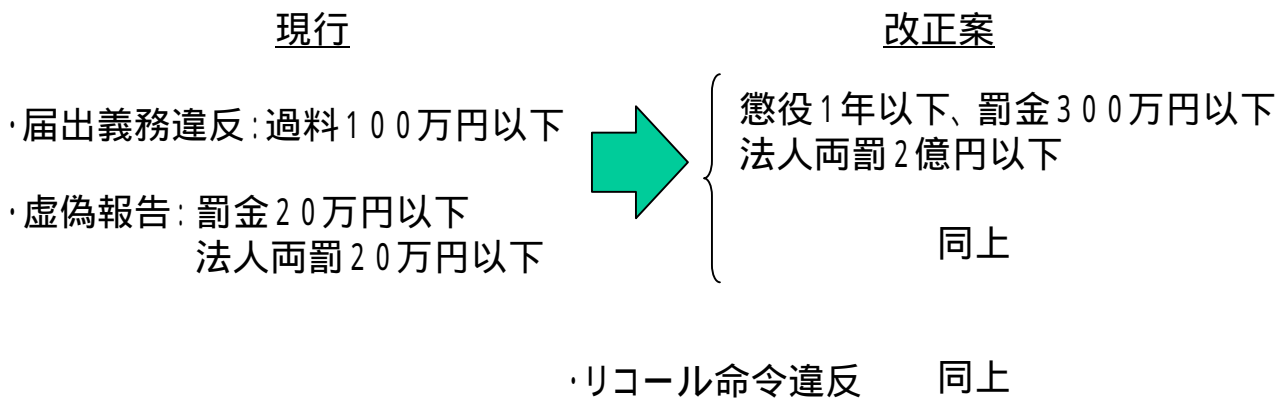 現行
改正案
・届出義務違反:過料100万円以下
懲役1年以下、罰金300万円以下
法人両罰2億円以下
・虚偽報告:罰金20万円以下
法人両罰20万円以下
同上
・リコール命令違反 同上